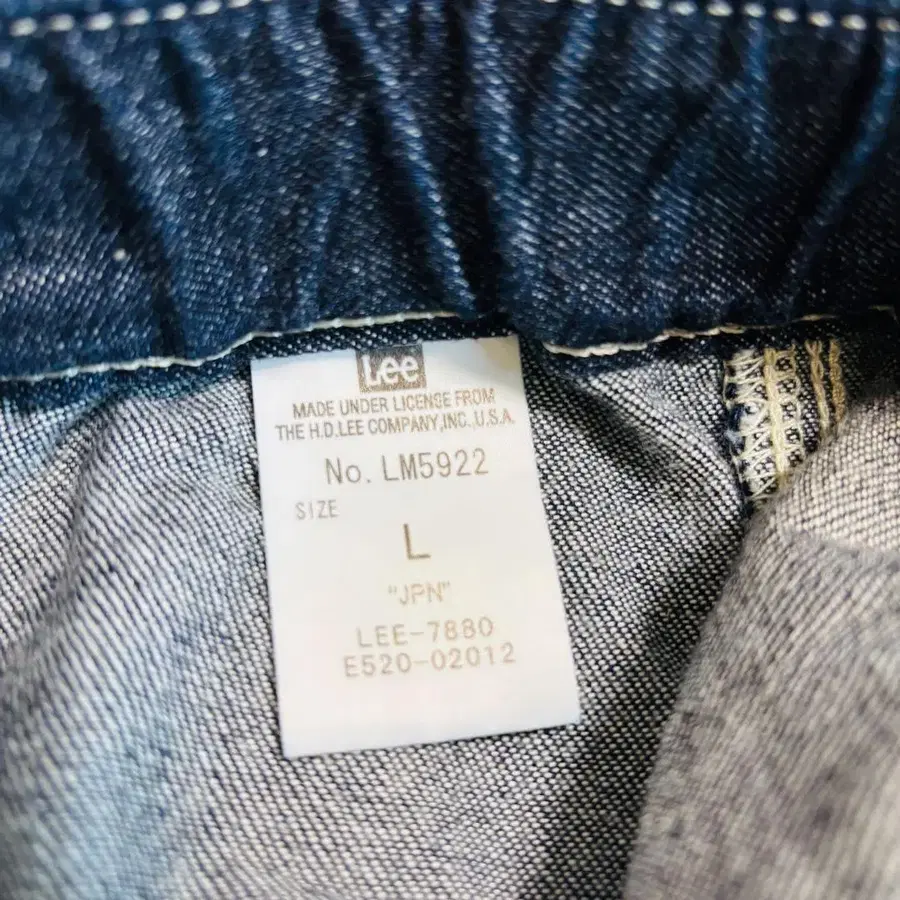 Lee
MADE UNDER LICENSE FROM
THE H.D.LEE COMPANY,INC.U.S.A.
No. LM5922
SIZE
L
"JPN"
LEE-7880
E520-02012